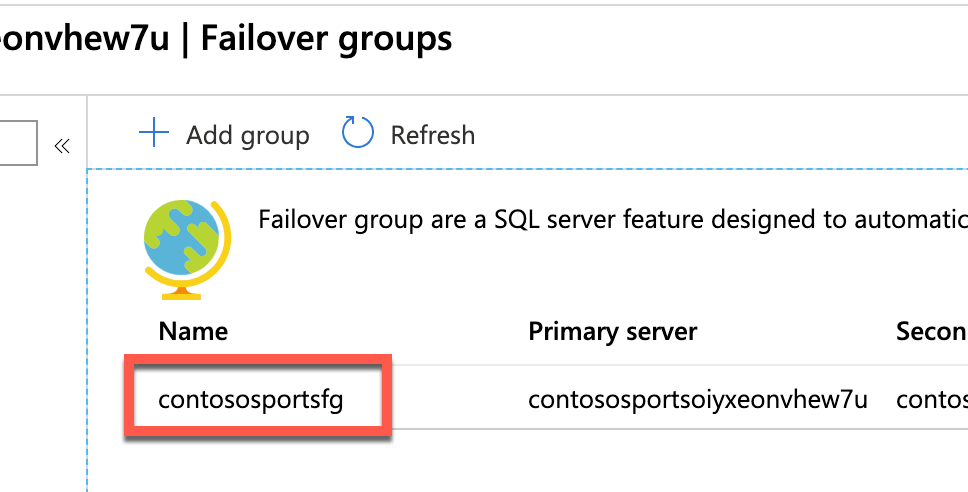 eonvhew7u | Failover groups
«
Add group Refresh
Failover group are a SQL server feature designed to automatic
Name Primary server Secon
contososportsfg contososportsoiyxeonvhew7u contos